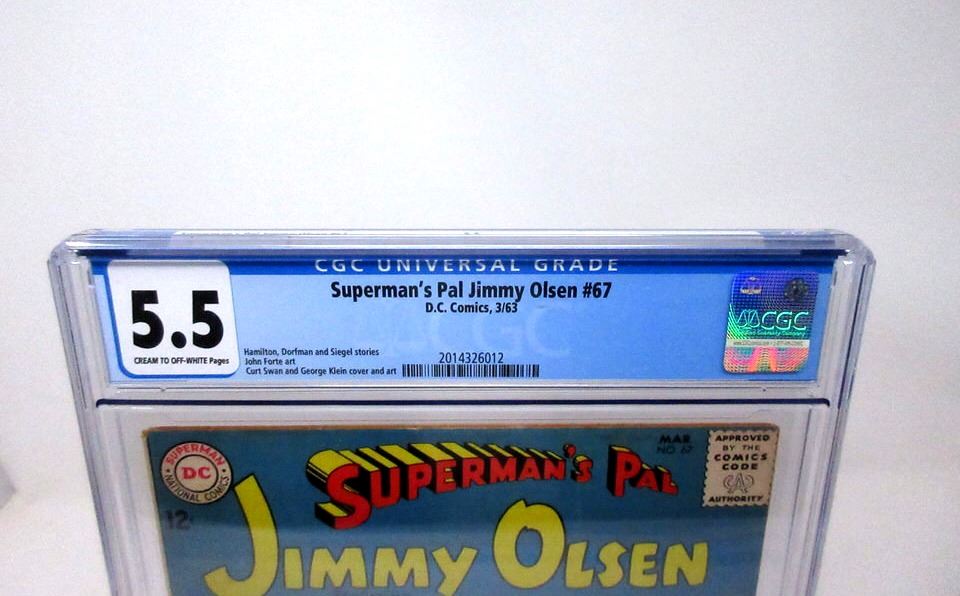 CGC UNIVERSAL GRADE
5.5
CREAM TO OFF-WHITE Pages
Superman's Pal Jimmy Olsen #67
D.C. Comics, 3/63
Hamilton, Dorfman and Siegel stories
John Forte art
Curt Swan and George Klein cover and art
2014326012
CGC
SUPERMAN
DC
NATIONAL COMICS
12¢
SUPERMAN'S PAL
JIMMY OLSEN
MAR.
NO. 67
APPROVED
BY THE
COMICS
CODE
CA
AUTHORITY